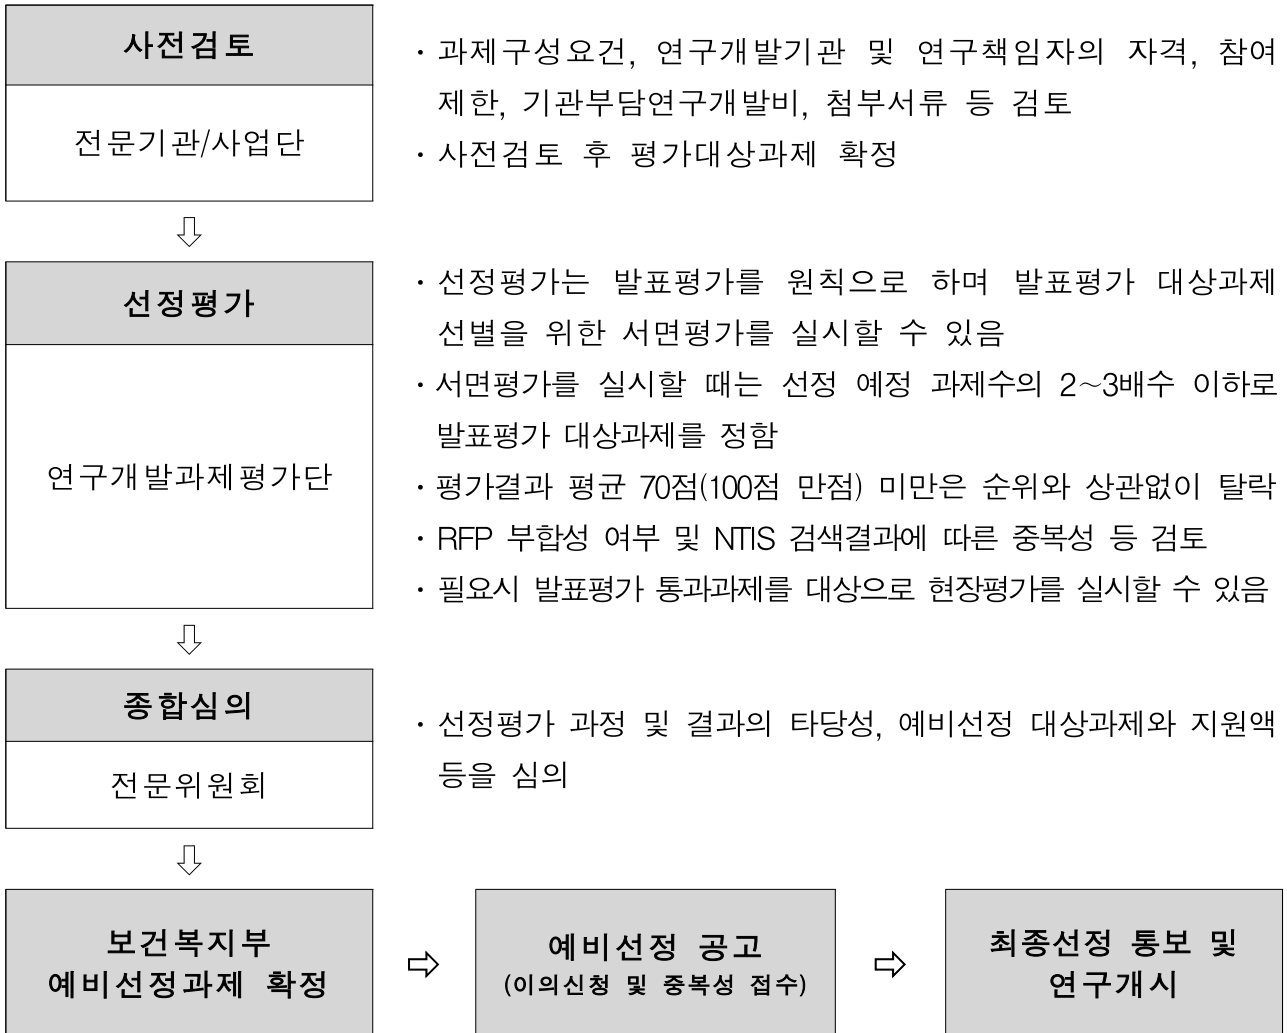 사전검토
전문기관/사업단
· 과제구성요건, 연구개발기관 및 연구책임자의 자격, 참여
제한, 기관부담연구개발비, 첨부서류 등 검토
· 사전검토 후 평가대상과제 확정
⇩
선정평가
연구개발과제평가단
· 선정평가는 발표평가를 원칙으로 하며 발표평가 대상과제
선별을 위한 서면평가를 실시할 수 있음
· 서면평가를 실시할 때는 선정 예정 과제수의 2~3배수 이하로
발표평가 대상과제를 정함
· 평가결과 평균 70점(100점 만점) 미만은 순위와 상관없이 탈락
· RFP 부합성 여부 및 NTIS 검색결과에 따른 중복성 등 검토
· 필요시 발표평가 통과과제를 대상으로 현장평가를 실시할 수 있음
⇩
종합심의
전문위원회
· 선정평가 과정 및 결과의 타당성, 예비선정 대상과제와 지원액
등을 심의
⇩
보건복지부
예비선정과제 확정
⇨
예비선정 공고
(이의신청 및 중복성 접수)
⇨
최종선정 통보 및
연구개시